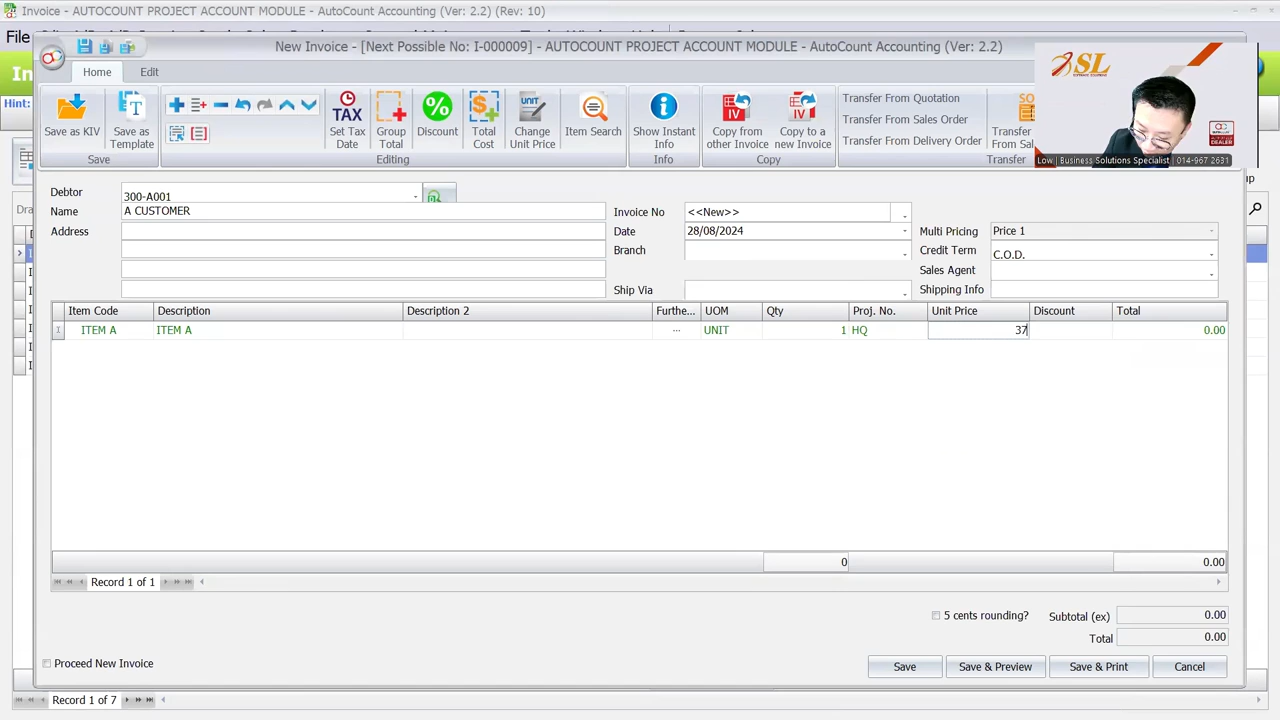 Invoice - AUTOCOUNT PROJECT ACCOUNT MODULE - AutoCount Accounting (Ver: 2.2) (Rev: 10)
File
New Invoice - [Next Possible No: I-000009] - AUTOCOUNT PROJECT ACCOUNT MODULE - AutoCount Accounting (Ver: 2.2)
Home Edit
In
Hint:
Save as KIV
Save as Template
Save
Set Tax Date
Group Total
Discount
Total Cost
Change Unit Price
Item Search
Editing
Show Instant Info
Info
Copy from other Invoice
Copy to a new Invoice
Copy
Transfer From Quotation
Transfer From Sales Order
Transfer From Delivery Order
Transfer From Sal
Transfer
SL
Low | Business Solutions Specialist | 014-967 2631
Debtor 300-A001
Name A CUSTOMER
Address
Invoice No <<New>>
Date 28/08/2024
Branch
Ship Via
Multi Pricing Price 1
Credit Term C.O.D.
Sales Agent
Shipping Info
Item Code Description Description 2 Furthe... UOM Qty Proj. No. Unit Price Discount Total
ITEM A ITEM A ... UNIT 1 HQ 37 0.00
0 0.00
Record 1 of 1
5 cents rounding? Subtotal (ex) 0.00
Total 0.00
Proceed New Invoice
Save Save & Preview Save & Print Cancel
Record 1 of 7